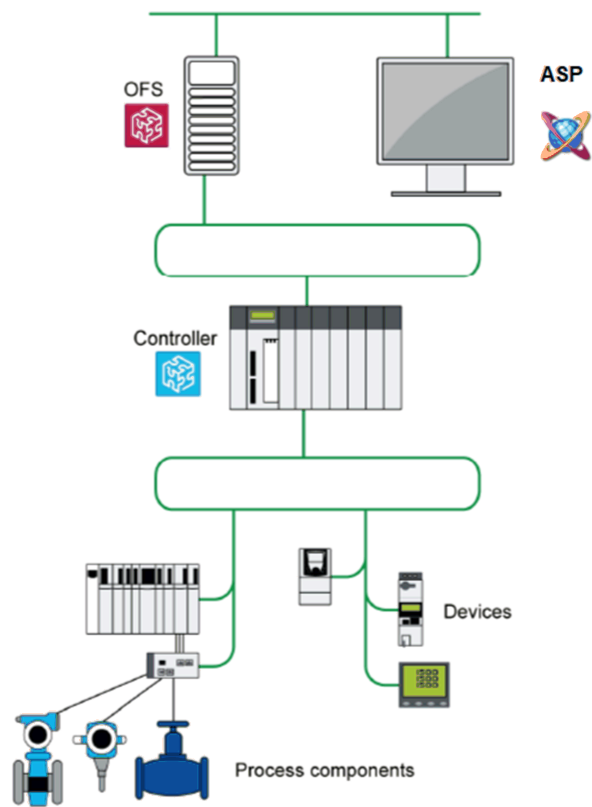 ASP
OFS
Controller
Devices
Process components